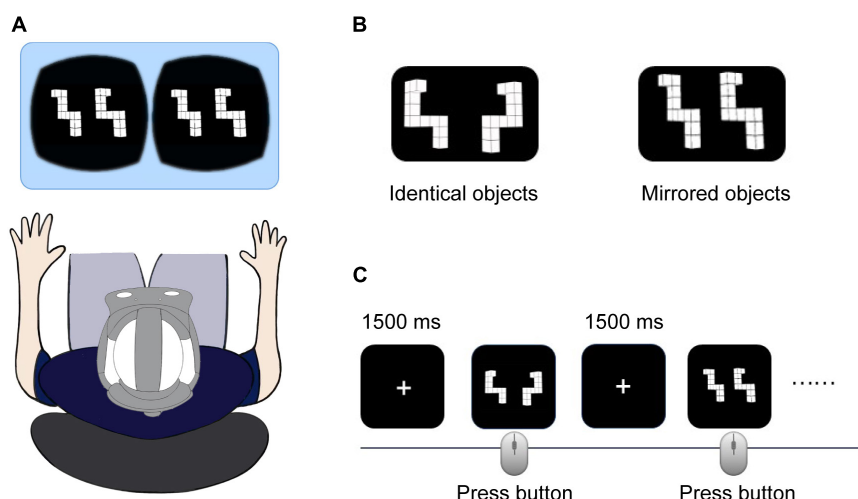 A
B
Identical objects
Mirrored objects
C
1500 ms
1500 ms
+
+
......
Press button
Press button